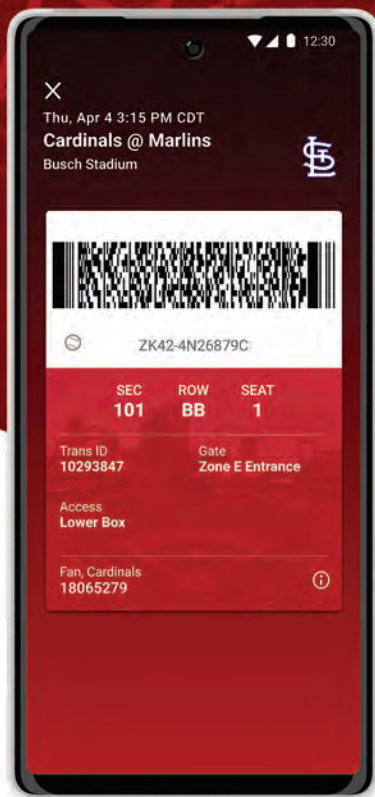 12:30
Thu, Apr 4 3:15 PM CDT
Cardinals @ Marlins
Busch Stadium
STL
ZK42-4N26879C
SEC ROW SEAT
101 BB 1
Trans ID Gate
10293847 Zone E Entrance
Access
Lower Box
Fan, Cardinals
18065279